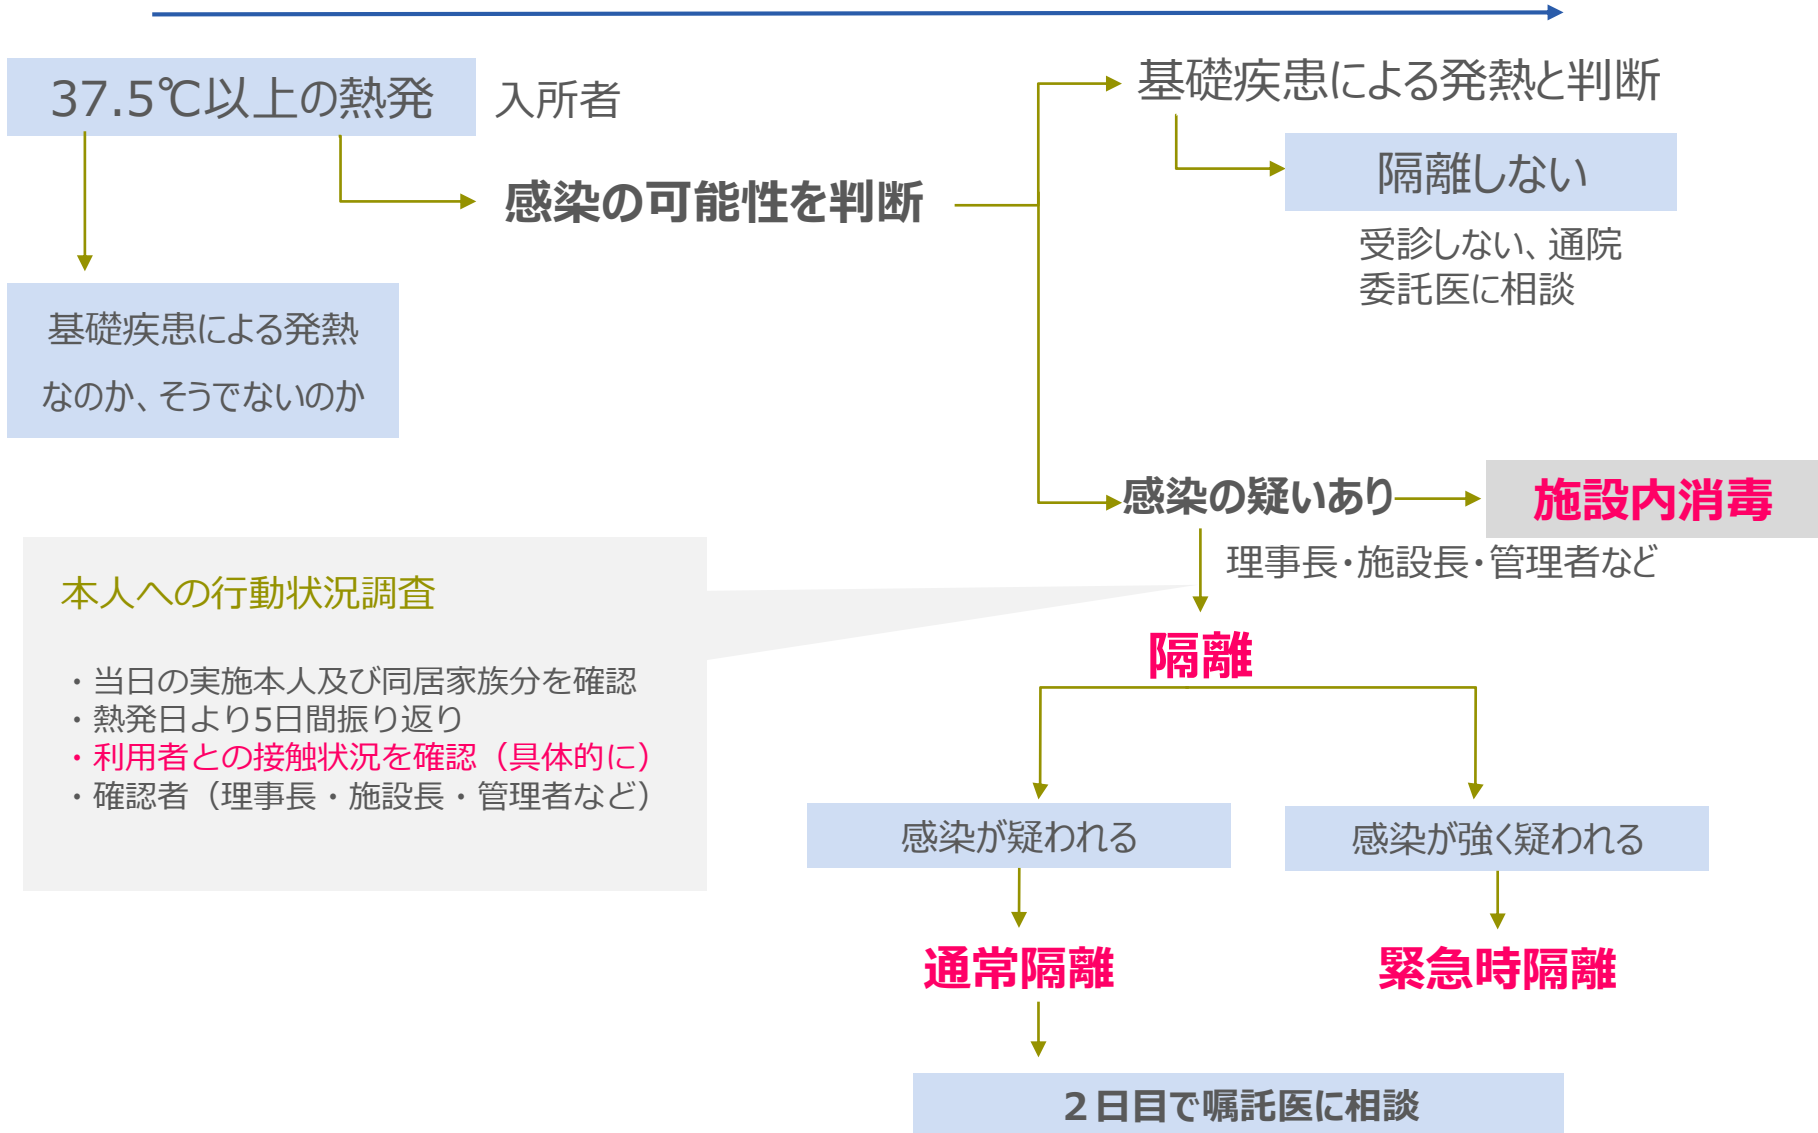 37.5℃以上の熱発
入所者
基礎疾患による発熱と判断
隔離しない
感染の可能性を判断
受診しない、通院
委託医に相談
基礎疾患による発熱
なのか、そうでないのか
感染の疑いあり
施設内消毒
理事長・施設長・管理者など
本人への行動状況調査
・当日の実施本人及び同居家族分を確認
・熱発日より5日間振り返り
・利用者との接触状況を確認（具体的に）
・確認者（理事長・施設長・管理者など）
隔離
感染が疑われる
感染が強く疑われる
通常隔離
緊急時隔離
２日目で嘱託医に相談